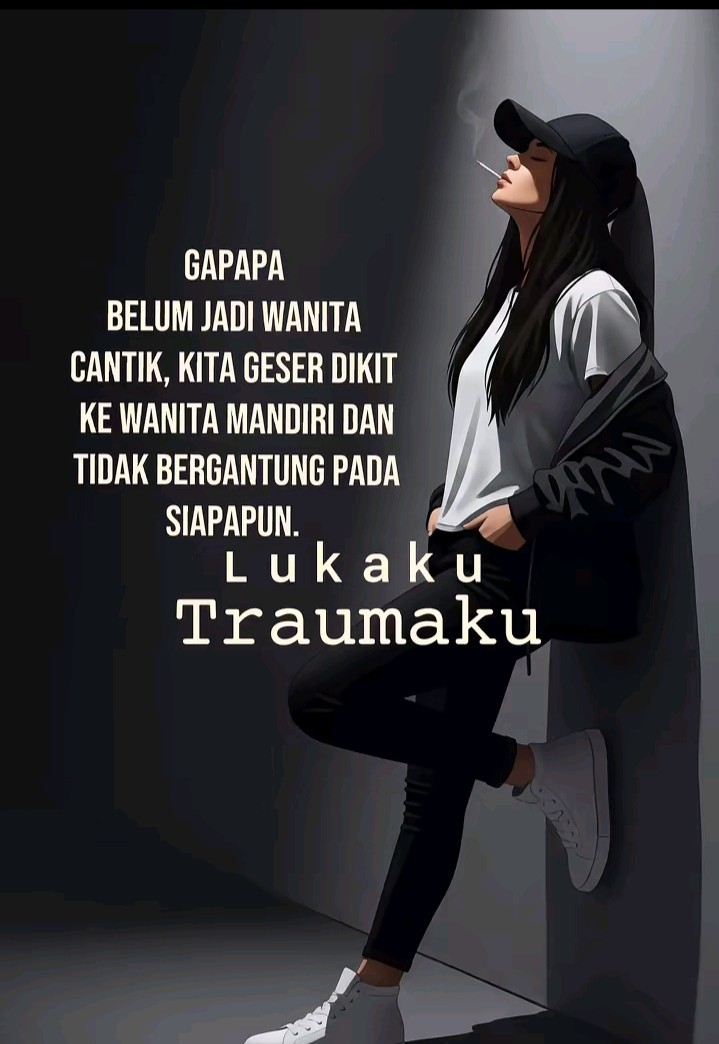 GAPAPA
BELUM JADI WANITA
CANTIK, KITA GESER DIKIT
KE WANITA MANDIRI DAN
TIDAK BERGANTUNG PADA
SIAPAPUN.
Lukaku
Traumaku